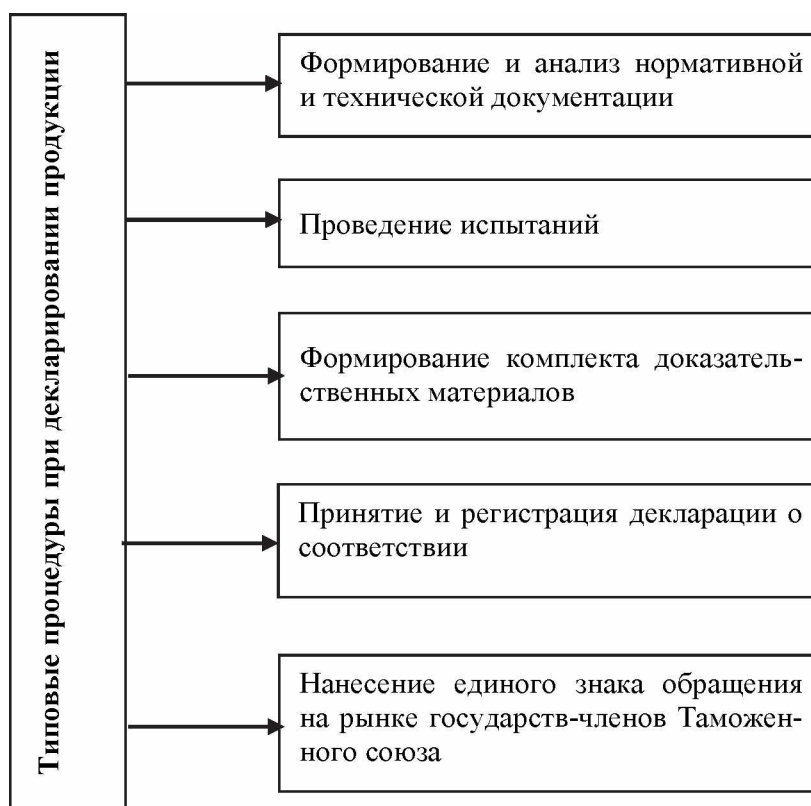 Типовые процедуры при декларировании продукции
Формирование и анализ нормативной
и технической документации
Проведение испытаний
Формирование комплекта доказатель-
ственных материалов
Принятие и регистрация декларации о
соответствии
Нанесение единого знака обращения
на рынке государств-членов Таможен-
ного союза